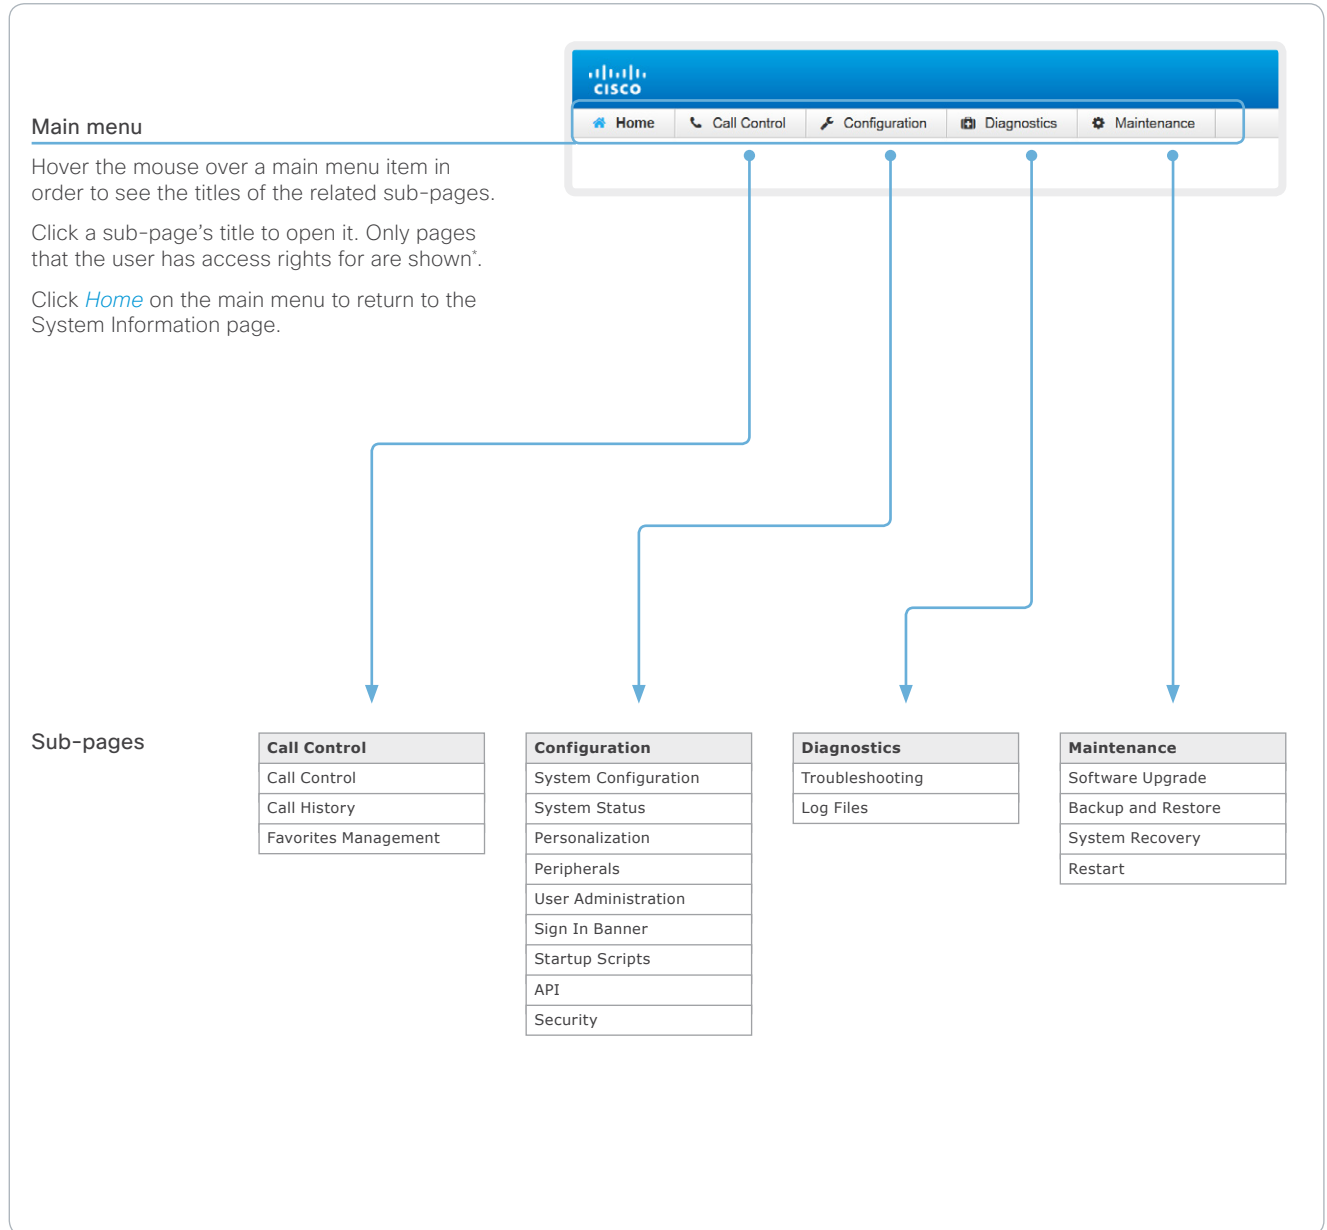 CISCO
Home Call Control Configuration Diagnostics Maintenance
Main menu
Hover the mouse over a main menu item in
order to see the titles of the related sub-pages.
Click a sub-page's title to open it. Only pages
that the user has access rights for are shown*.
Click Home on the main menu to return to the
System Information page.
Sub-pages
Call Control
Call Control
Call History
Favorites Management
Configuration
System Configuration
System Status
Personalization
Peripherals
User Administration
Sign In Banner
Startup Scripts
API
Security
Diagnostics
Troubleshooting
Log Files
Maintenance
Software Upgrade
Backup and Restore
System Recovery
Restart